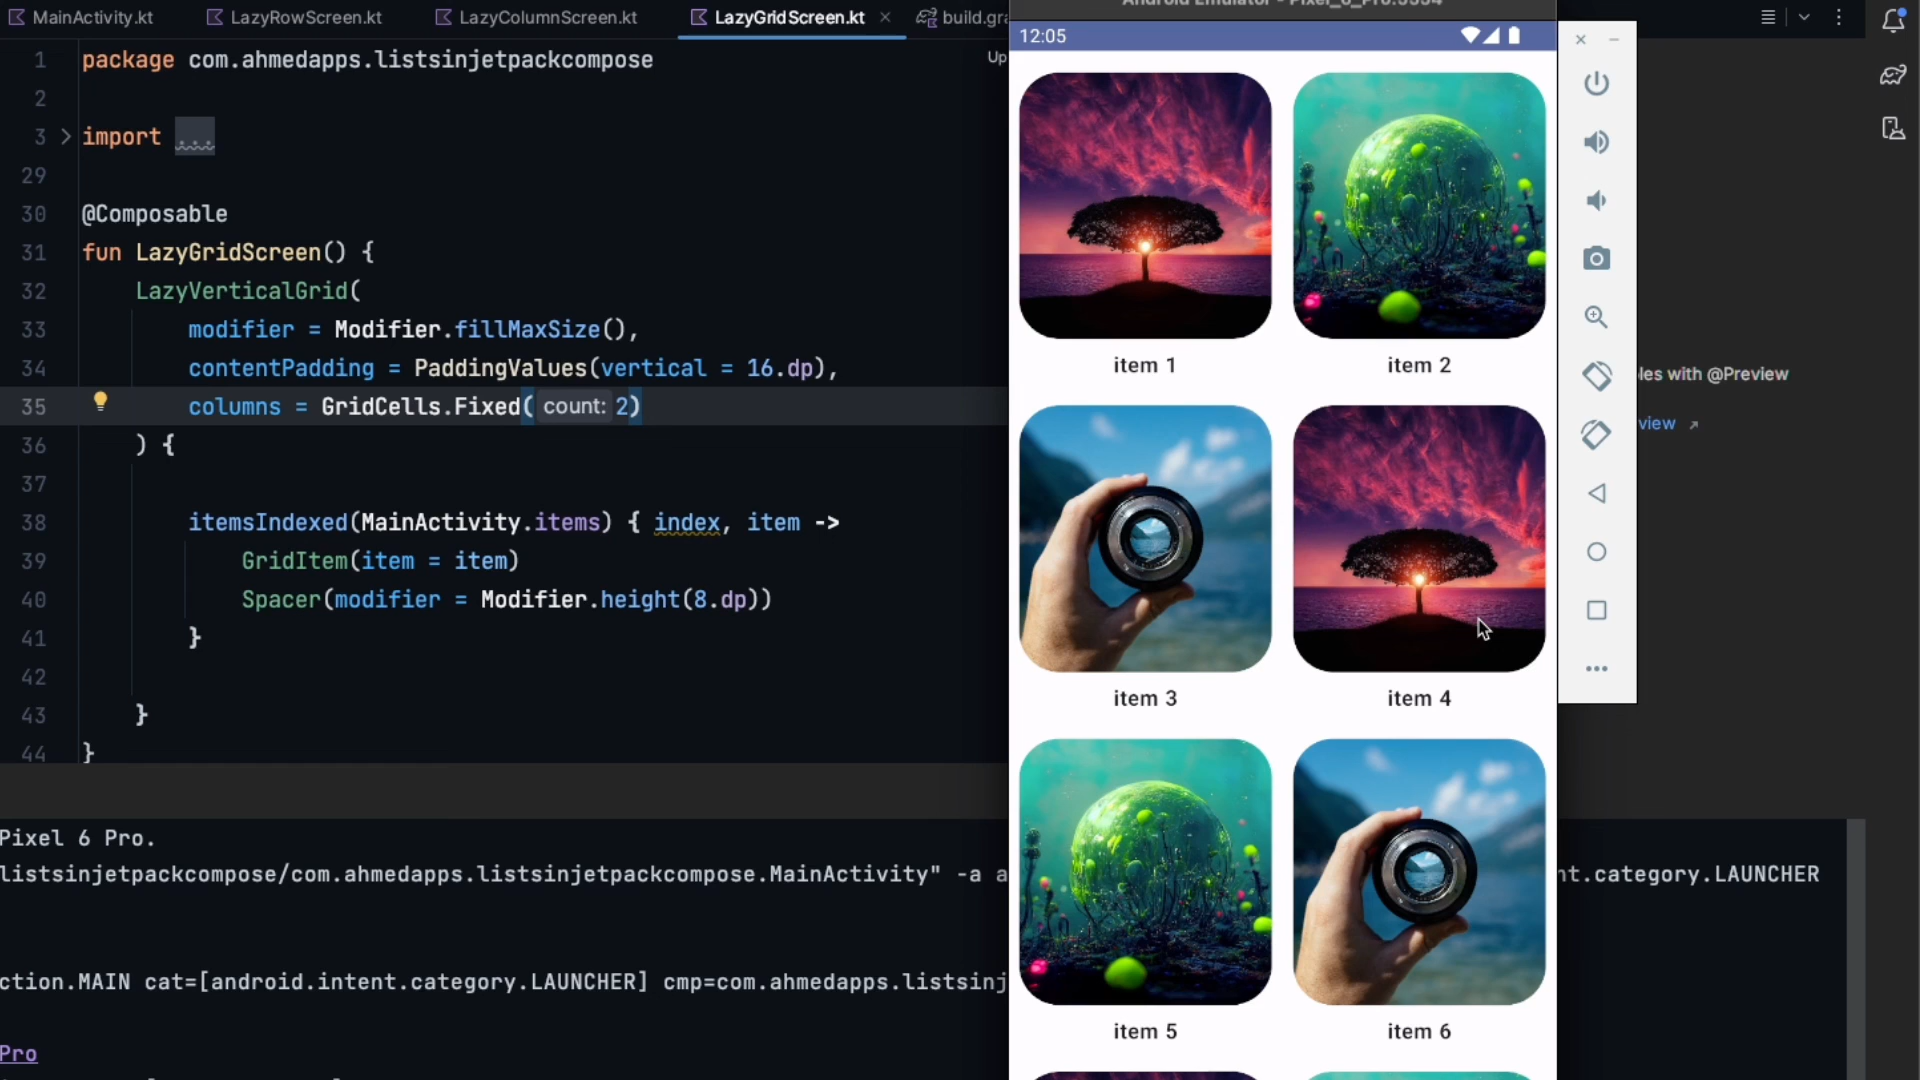 MainActivity.kt
LazyRowScreen.kt
LazyColumnScreen.kt
LazyGridScreen.kt
build.gra
1 package com.ahmedapps.listsinjetpackcompose
2
3 import ...
29
30 @Composable
31 fun LazyGridScreen() {
32 LazyVerticalGrid(
33 modifier = Modifier.fillMaxSize(),
34 contentPadding = PaddingValues(vertical = 16.dp),
35 columns = GridCells.Fixed( count: 2)
36 ) {
37
38 itemsIndexed(MainActivity.items) { index, item ->
39 GridItem(item = item)
40 Spacer(modifier = Modifier.height(8.dp))
41 }
42
43 }
44 }
Up
Android Emulator - Pixel_6_Pro:5554
12:05
item 1
item 2
item 3
item 4
item 5
item 6
les with @Preview
view
Pixel 6 Pro.
listsinjetpackcompose/com.ahmedapps.listsinjetpackcompose.MainActivity" -a a
nt.category.LAUNCHER
ction.MAIN cat=[android.intent.category.LAUNCHER] cmp=com.ahmedapps.listsinj
Pro